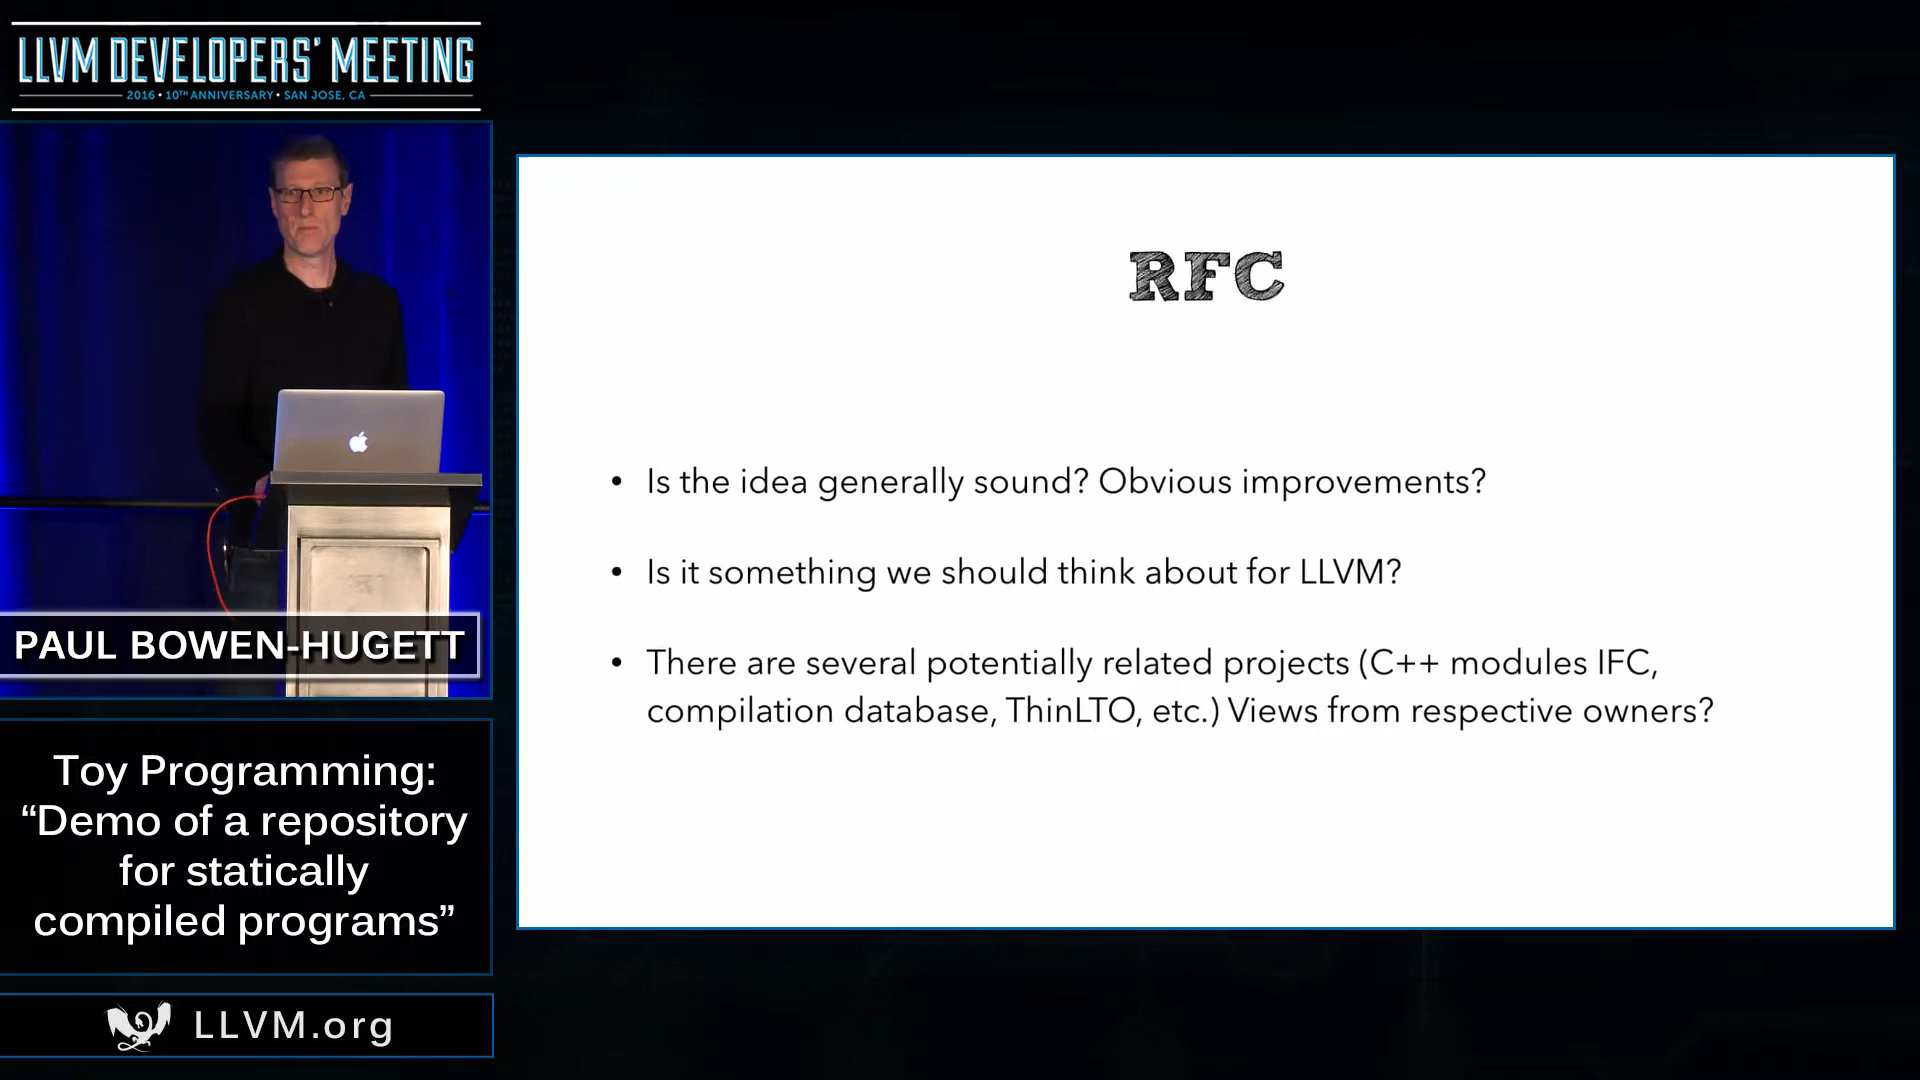 LLVM DEVELOPERS' MEETING
2016 • 10TH ANNIVERSARY • SAN JOSE, CA
PAUL BOWEN-HUGETT
Toy Programming:
“Demo of a repository
for statically
compiled programs”
LLVM.org
RFC
• Is the idea generally sound? Obvious improvements?
• Is it something we should think about for LLVM?
• There are several potentially related projects (C++ modules IFC,
compilation database, ThinLTO, etc.) Views from respective owners?